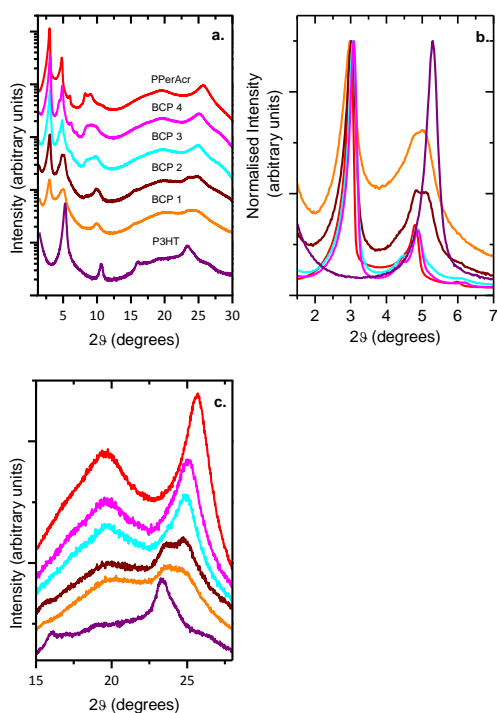 a.
PPerAcr
BCP 4
BCP 3
BCP 2
BCP 1
P3HT
Intensity (arbitrary units)
5 10 15 20 25 30
2ϑ (degrees)
b.
Normalised Intensity
(arbitrary units)
2 3 4 5 6 7
2ϑ (degrees)
c.
Intensity (arbitrary units)
15 20 25
2ϑ (degrees)